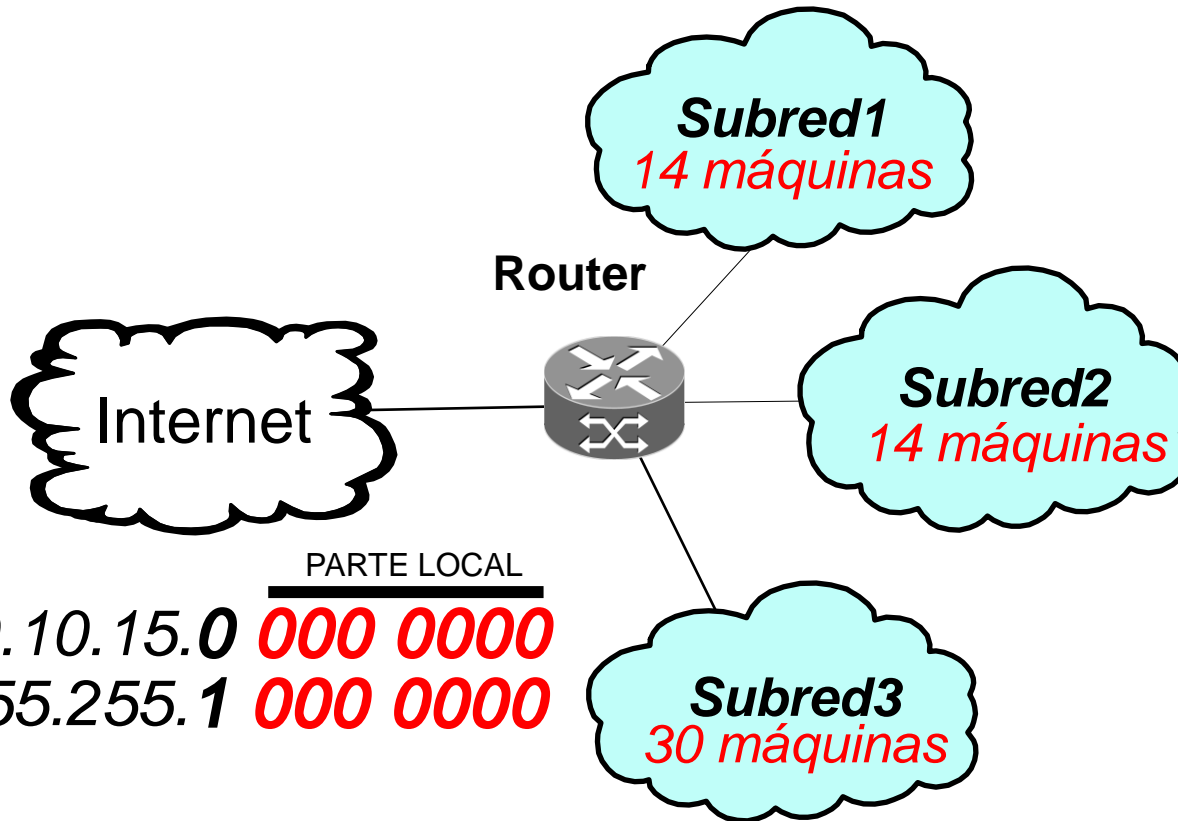 Subred1
14 máquinas
Router
Internet
Subred2
14 máquinas
PARTE LOCAL
.10.15.0 000 0000
55.255.1 000 0000
Subred3
30 máquinas